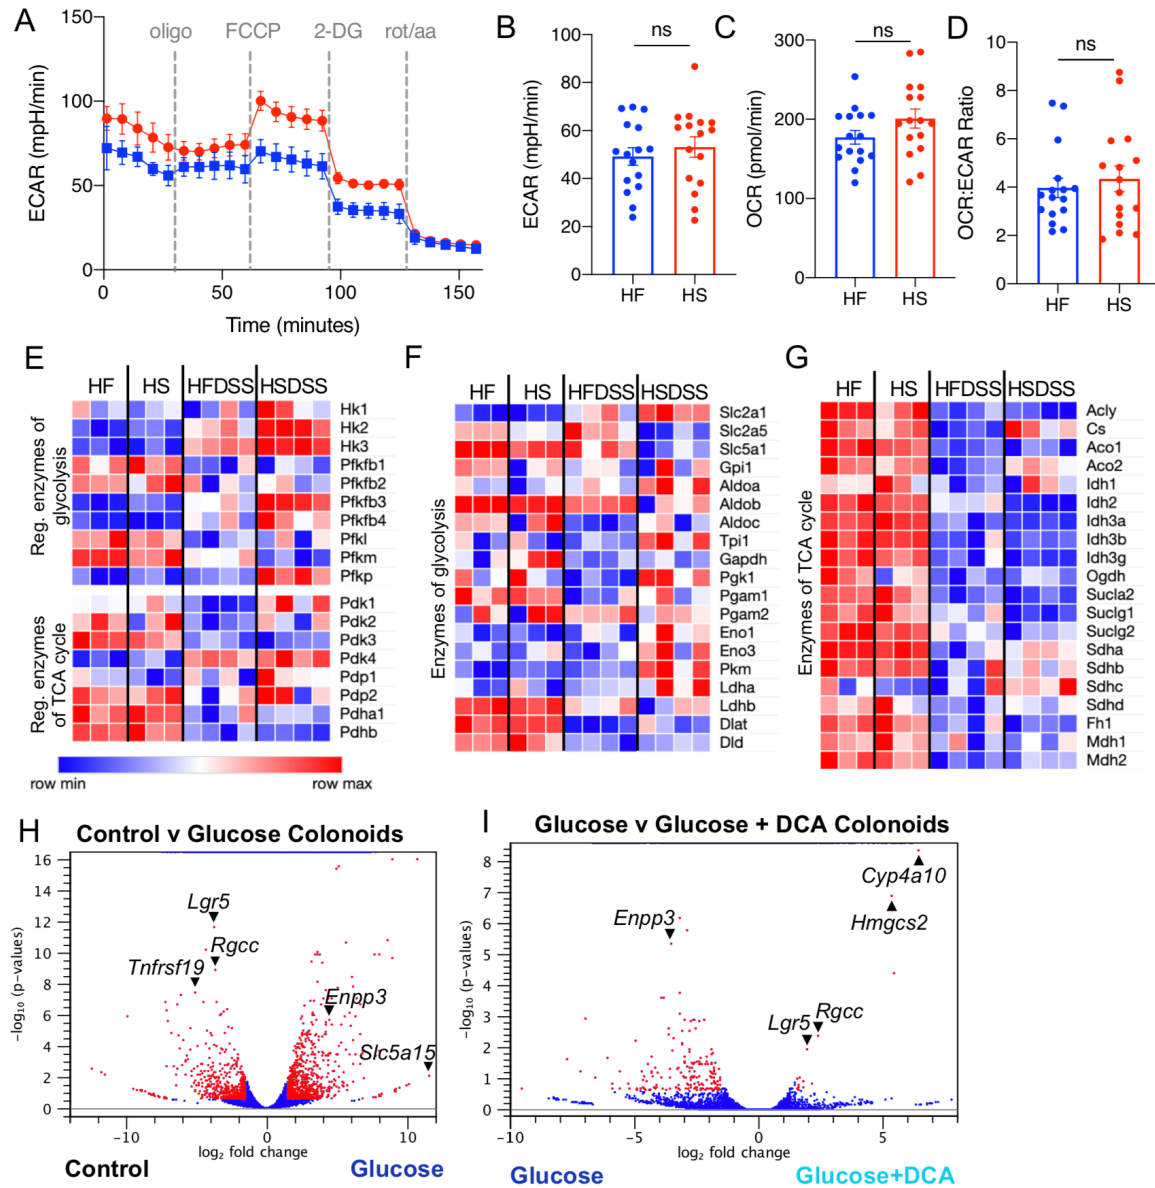 A
ECAR (mpH/min)
150
100
50
0
oligo
FCCP
2-DG
rot/aa
0
50
100
150
Time (minutes)
B
ns
ECAR (mpH/min)
100
80
60
40
20
0
HF
HS
C
ns
OCR (pmol/min)
300
200
100
0
HF
HS
D
ns
OCR:ECAR Ratio
10
8
6
4
2
0
HF
HS
E
HF HS HFDSS HSDSS
Reg. enzymes of
glycolysis
Hk1
Hk2
Hk3
Pfkfb1
Pfkfb2
Pfkfb3
Pfkfb4
Pfkl
Pfkm
Pfkp
Reg. enzymes
of TCA cycle
Pdk1
Pdk2
Pdk3
Pdk4
Pdp1
Pdp2
Pdha1
Pdhb
row min
row max
F
HF HS HFDSS HSDSS
Enzymes of glycolysis
Slc2a1
Slc2a5
Slc5a1
Gpi1
Aldoa
Aldob
Aldoc
Tpi1
Gapdh
Pgk1
Pgam1
Pgam2
Eno1
Eno3
Pkm
Ldha
Ldhb
Dlat
Dld
G
HF HS HFDSS HSDSS
Enzymes of TCA cycle
Acly
Cs
Aco1
Aco2
Idh1
Idh2
Idh3a
Idh3b
Idh3g
Ogdh
Sucla2
Suclg1
Suclg2
Sdha
Sdhb
Sdhc
Sdhd
Fh1
Mdh1
Mdh2
H
Control v Glucose Colonoids
−log10 (p-values)
16
14
12
10
8
6
4
2
0
Lgr5
Rgcc
Tnfrsf19
Enpp3
Slc5a15
−10
0
10
log2 fold change
Control
Glucose
I
Glucose v Glucose + DCA Colonoids
−log10 (p-values)
8
7
6
5
4
3
2
1
0
Cyp4a10
Hmgcs2
Enpp3
Rgcc
Lgr5
−10
−5
0
5
log2 fold change
Glucose
Glucose+DCA